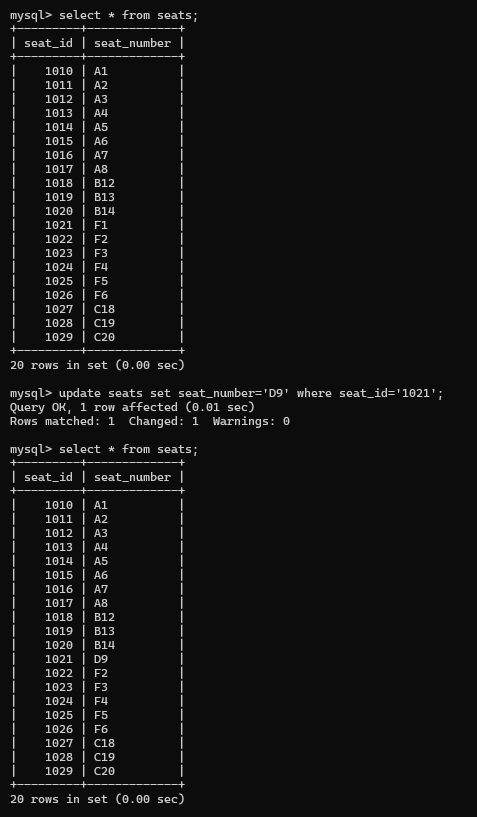 mysql> select * from seats;
+---------+-------------+
| seat_id | seat_number |
+---------+-------------+
|    1010 | A1          |
|    1011 | A2          |
|    1012 | A3          |
|    1013 | A4          |
|    1014 | A5          |
|    1015 | A6          |
|    1016 | A7          |
|    1017 | A8          |
|    1018 | B12         |
|    1019 | B13         |
|    1020 | B14         |
|    1021 | F1          |
|    1022 | F2          |
|    1023 | F3          |
|    1024 | F4          |
|    1025 | F5          |
|    1026 | F6          |
|    1027 | C18         |
|    1028 | C19         |
|    1029 | C20         |
+---------+-------------+
20 rows in set (0.00 sec)

mysql> update seats set seat_number='D9' where seat_id='1021';
Query OK, 1 row affected (0.01 sec)
Rows matched: 1  Changed: 1  Warnings: 0

mysql> select * from seats;
+---------+-------------+
| seat_id | seat_number |
+---------+-------------+
|    1010 | A1          |
|    1011 | A2          |
|    1012 | A3          |
|    1013 | A4          |
|    1014 | A5          |
|    1015 | A6          |
|    1016 | A7          |
|    1017 | A8          |
|    1018 | B12         |
|    1019 | B13         |
|    1020 | B14         |
|    1021 | D9          |
|    1022 | F2          |
|    1023 | F3          |
|    1024 | F4          |
|    1025 | F5          |
|    1026 | F6          |
|    1027 | C18         |
|    1028 | C19         |
|    1029 | C20         |
+---------+-------------+
20 rows in set (0.00 sec)